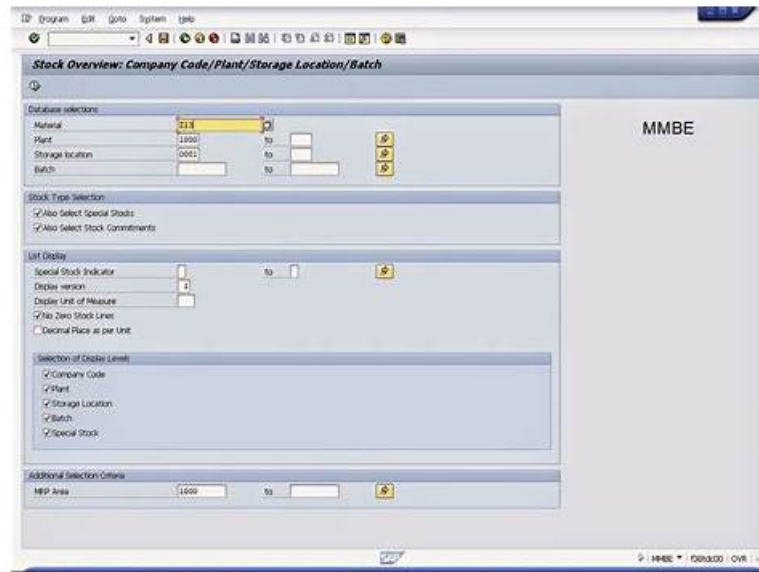 Program Edit Goto System Help
Stock Overview: Company Code/Plant/Storage Location/Batch
Database selections
Material Z13
Plant 1000 to
Storage location 0001 to
Batch to
Stock Type Selection
Also Select Special Stocks
Also Select Stock Commitments
List Display
Special Stock Indicator to
Display version 1
Display Unit of Measure
No Zero Stock Lines
Decimal Place as per Unit
Selection of Display Levels
Company Code
Plant
Storage Location
Batch
Special Stock
Additional Selection Criteria
MRP Area 1000 to
MMBE
SAP
MMBE OVR